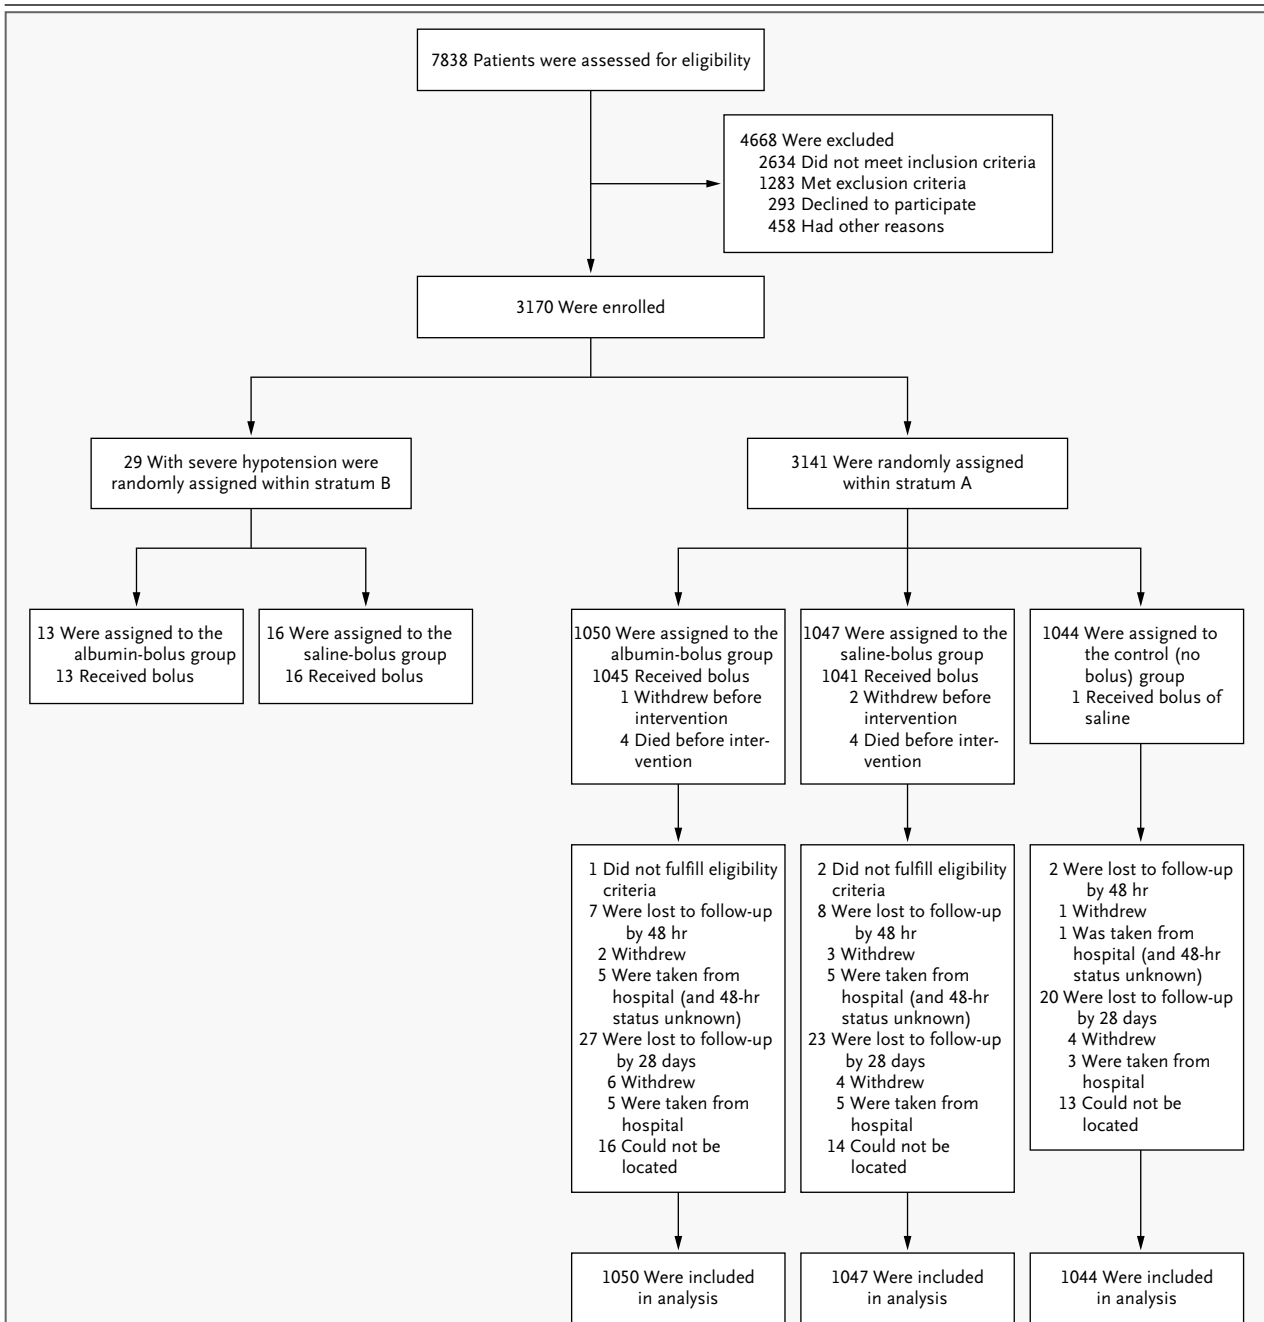 7838 Patients were assessed for eligibility
4668 Were excluded
2634 Did not meet inclusion criteria
1283 Met exclusion criteria
293 Declined to participate
458 Had other reasons
3170 Were enrolled
29 With severe hypotension were
randomly assigned within stratum B
3141 Were randomly assigned
within stratum A
13 Were assigned to the
albumin-bolus group
13 Received bolus
16 Were assigned to the
saline-bolus group
16 Received bolus
1050 Were assigned to the
albumin-bolus group
1045 Received bolus
1 Withdrew before
intervention
4 Died before inter-
vention
1047 Were assigned to the
saline-bolus group
1041 Received bolus
2 Withdrew before
intervention
4 Died before inter-
vention
1044 Were assigned to
the control (no
bolus) group
1 Received bolus of
saline
1 Did not fulfill eligibility
criteria
7 Were lost to follow-up
by 48 hr
2 Withdrew
5 Were taken from
hospital (and 48-hr
status unknown)
27 Were lost to follow-up
by 28 days
6 Withdrew
5 Were taken from
hospital
16 Could not be
located
2 Did not fulfill eligibility
criteria
8 Were lost to follow-up
by 48 hr
3 Withdrew
5 Were taken from
hospital (and 48-hr
status unknown)
23 Were lost to follow-up
by 28 days
4 Withdrew
5 Were taken from
hospital
14 Could not be
located
2 Were lost to follow-up
by 48 hr
1 Withdrew
1 Was taken from
hospital (and 48-hr
status unknown)
20 Were lost to follow-up
by 28 days
4 Withdrew
3 Were taken from
hospital
13 Could not be
located
1050 Were included
in analysis
1047 Were included
in analysis
1044 Were included
in analysis